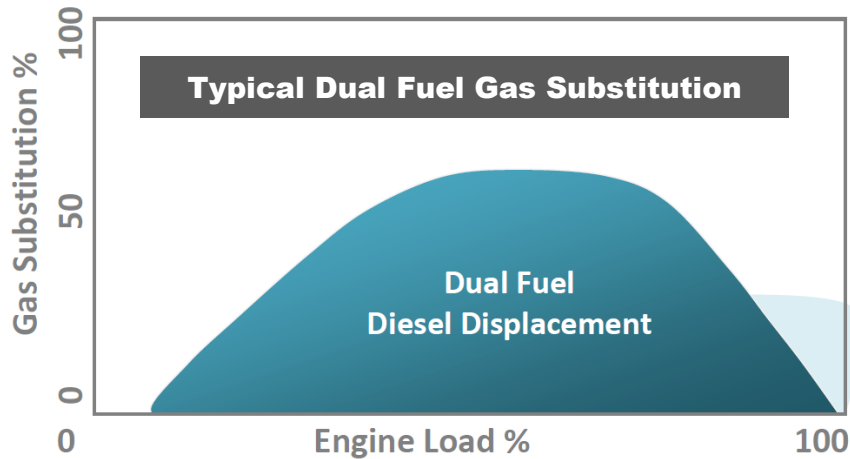 100
Typical Dual Fuel Gas Substitution
Gas Substitution %
50
Dual Fuel
Diesel Displacement
0
0 Engine Load % 100